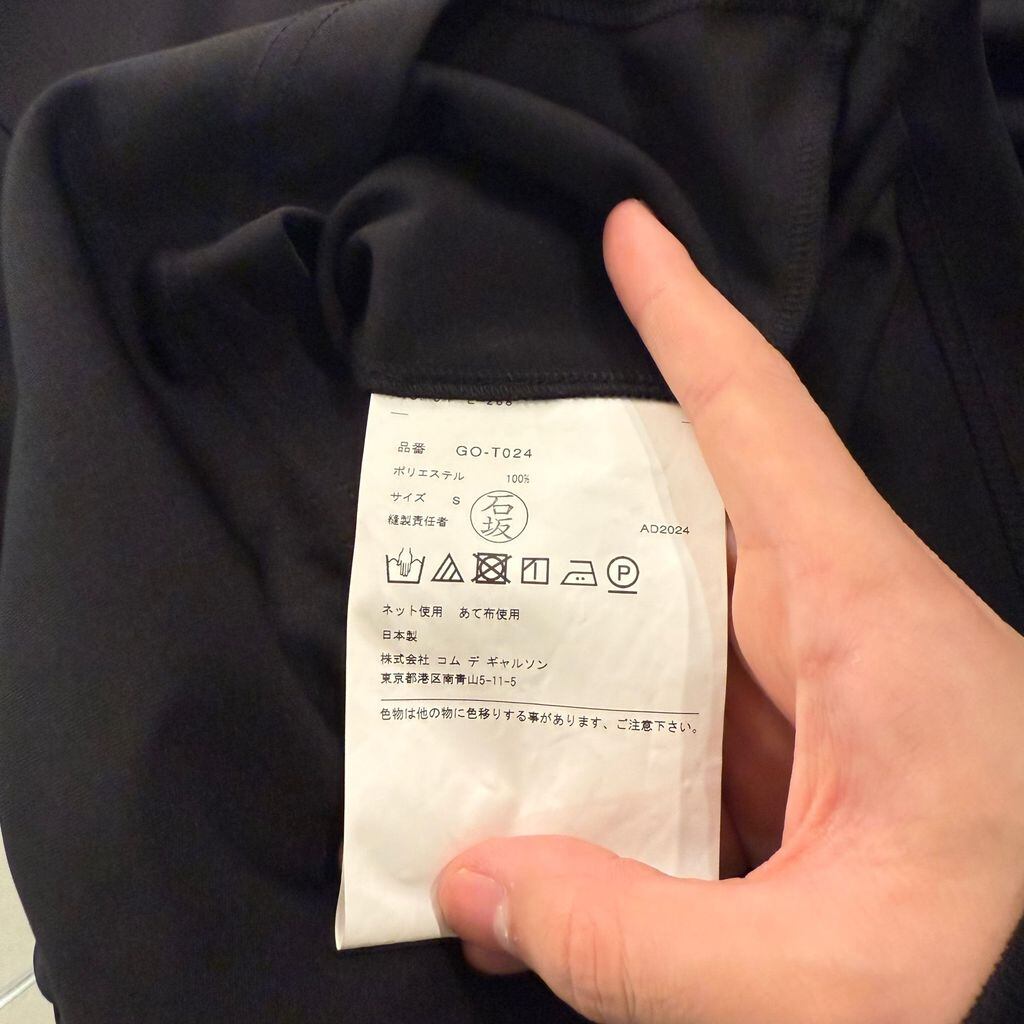 品番 GO-T024
ポリエステル 100%
サイズ S
縫製責任者 石坂 AD2024
P
ネット使用 あて布使用
日本製
株式会社 コム デ ギャルソン
東京都港区南青山5-11-5
色物は他の物に色移りする事があります、ご注意下さい。